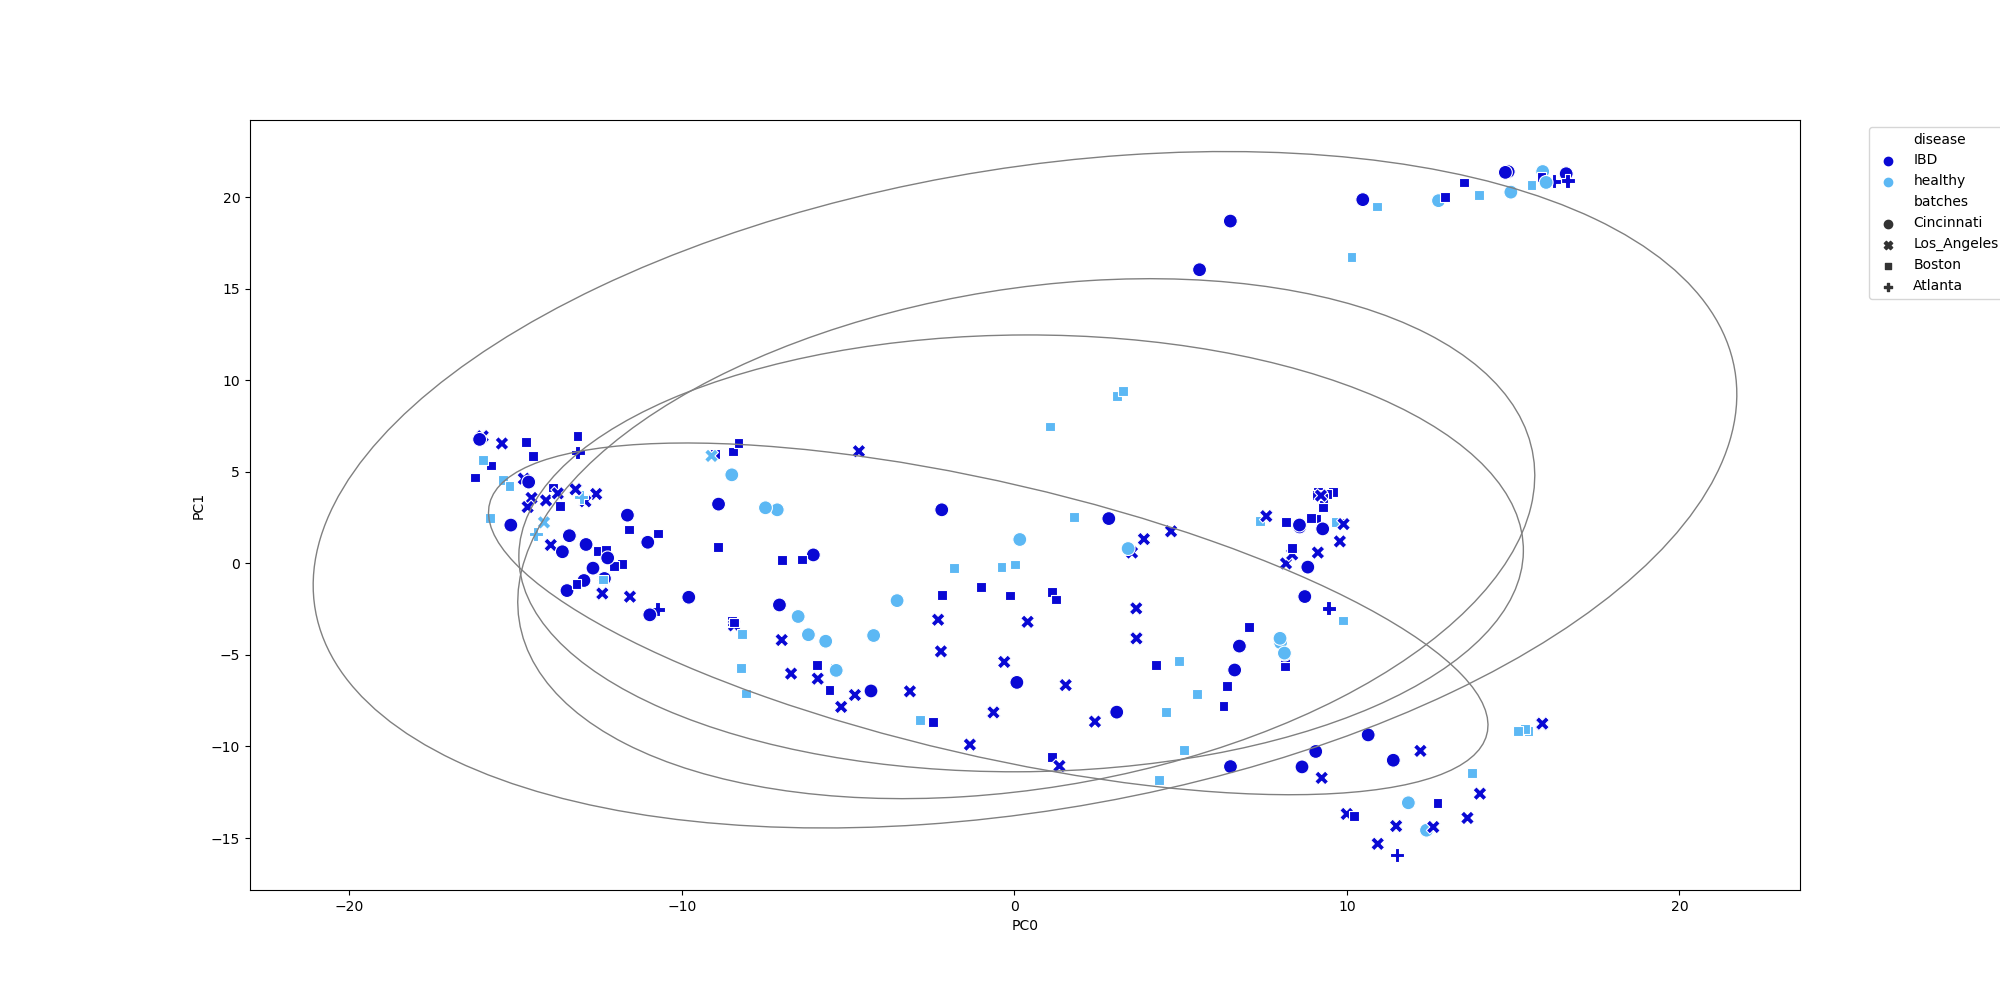 disease
IBD
healthy
batches
Cincinnati
Los_Angeles
Boston
Atlanta
20
15
10
5
0
−5
−10
−15
PC1
−20
−10
0
10
20
PC0